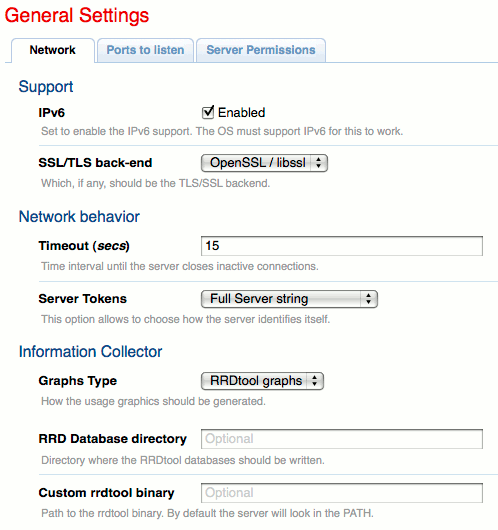 General Settings
Network Ports to listen Server Permissions
Support
IPv6 Enabled
Set to enable the IPv6 support. The OS must support IPv6 for this to work.
SSL/TLS back-end OpenSSL / libssl
Which, if any, should be the TLS/SSL backend.
Network behavior
Timeout (secs) 15
Time interval until the server closes inactive connections.
Server Tokens Full Server string
This option allows to choose how the server identifies itself.
Information Collector
Graphs Type RRDtool graphs
How the usage graphics should be generated.
RRD Database directory Optional
Directory where the RRDtool databases should be written.
Custom rrdtool binary Optional
Path to the rrdtool binary. By default the server will look in the PATH.